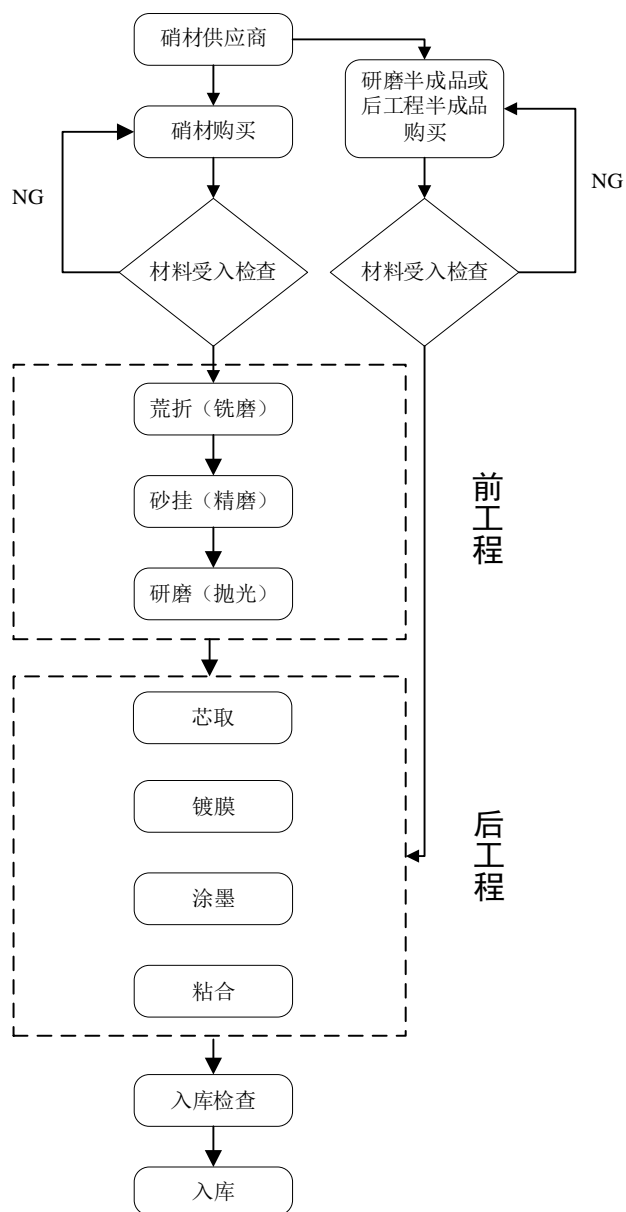 硝材供应商
研磨半成品或
后工程半成品
购买
硝材购买
NG
NG
材料受入检查
材料受入检查
荒折（铣磨）
砂挂（精磨）
研磨（抛光）
前工程
芯取
镀膜
涂墨
粘合
后工程
入库检查
入库